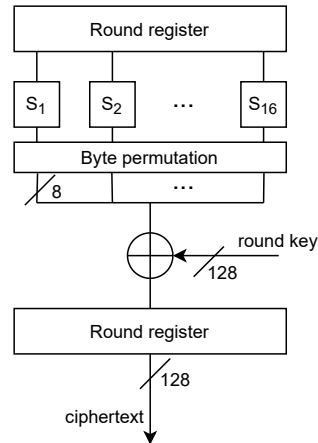 Round register
S1 S2 ... S16
Byte permutation
8 ...
round key
128
Round register
128
ciphertext